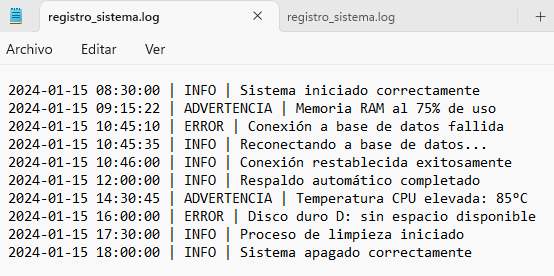 registro_sistema.log registro_sistema.log
Archivo Editar Ver
2024-01-15 08:30:00 | INFO | Sistema iniciado correctamente
2024-01-15 09:15:22 | ADVERTENCIA | Memoria RAM al 75% de uso
2024-01-15 10:45:10 | ERROR | Conexión a base de datos fallida
2024-01-15 10:45:35 | INFO | Reconectando a base de datos...
2024-01-15 10:46:00 | INFO | Conexión restablecida exitosamente
2024-01-15 12:00:00 | INFO | Respaldo automático completado
2024-01-15 14:30:45 | ADVERTENCIA | Temperatura CPU elevada: 85°C
2024-01-15 16:00:00 | ERROR | Disco duro D: sin espacio disponible
2024-01-15 17:30:00 | INFO | Proceso de limpieza iniciado
2024-01-15 18:00:00 | INFO | Sistema apagado correctamente